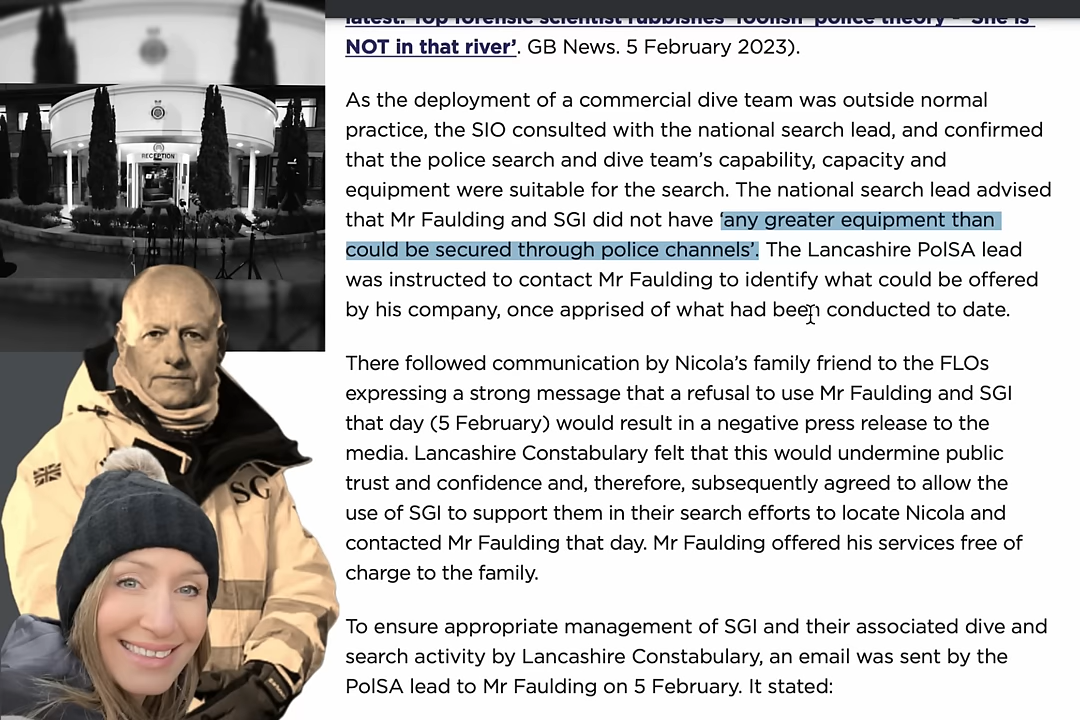 latest: Top forensic scientist rubbishes 'foolish' police theory - 'She is
NOT in that river'. GB News. 5 February 2023).
As the deployment of a commercial dive team was outside normal
practice, the SIO consulted with the national search lead, and confirmed
that the police search and dive team's capability, capacity and
equipment were suitable for the search. The national search lead advised
that Mr Faulding and SGI did not have 'any greater equipment than
could be secured through police channels'. The Lancashire PolSA lead
was instructed to contact Mr Faulding to identify what could be offered
by his company, once apprised of what had been conducted to date.
There followed communication by Nicola's family friend to the FLOs
expressing a strong message that a refusal to use Mr Faulding and SGI
that day (5 February) would result in a negative press release to the
media. Lancashire Constabulary felt that this would undermine public
trust and confidence and, therefore, subsequently agreed to allow the
use of SGI to support them in their search efforts to locate Nicola and
contacted Mr Faulding that day. Mr Faulding offered his services free of
charge to the family.
To ensure appropriate management of SGI and their associated dive and
search activity by Lancashire Constabulary, an email was sent by the
PolSA lead to Mr Faulding on 5 February. It stated:
RECEPTION
SG